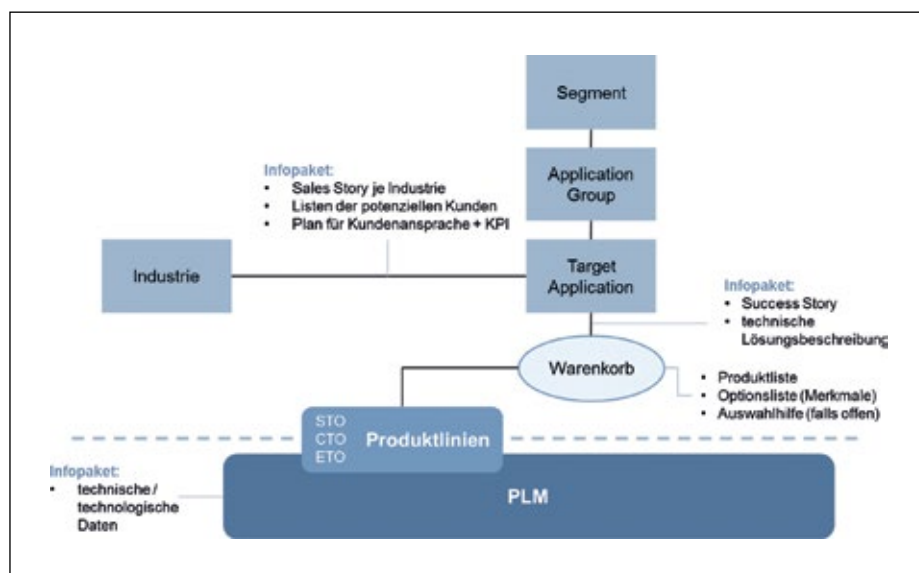 Segment
Infopaket:
• Sales Story je Industrie
• Listen der potenziellen Kunden
• Plan für Kundenansprache + KPI
Application
Group
Industrie
Target
Application
Infopaket:
• Success Story
• technische
Lösungsbeschreibung
Warenkorb
• Produktliste
• Optionsliste (Merkmale)
• Auswahlhilfe (falls offen)
STO
CTO
ETO
Produktlinien
Infopaket:
• technische /
technologische
Daten
PLM